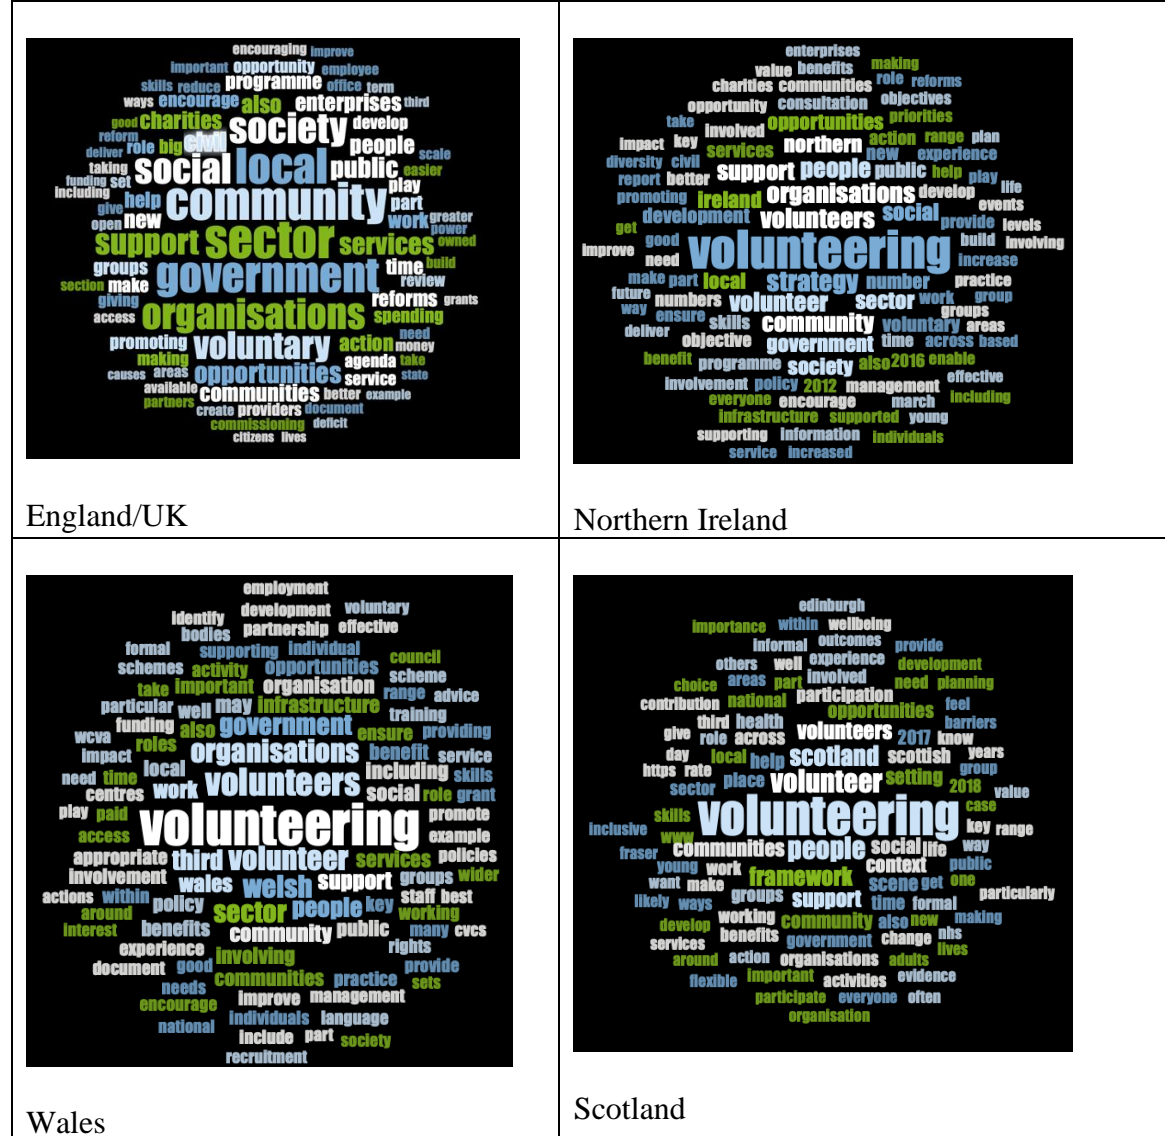 encouraging improve
important opportunity employee
skills reduce programme office term
ways encourage also enterprises third
good charities society develop
reform deliver role big civil people scale
taking social local public easier
funding set including play
give help community part
open new work greater power
support sector services owned
groups government time build
section make review
giving organisations reforms grants
access spending
promoting voluntary action need money
making agenda take
causes areas opportunities service state
available communities better example
partners create providers document
commissioning deficit
citizens lives
England/UK
enterprises
value benefits making
charities communities role reforms
opportunity consultation objectives
take involved opportunities priorities
impact key services northern action range plan
diversity civil new experience
report better support people public help play
promoting ireland organisations develop life events
development volunteers social provide levels
get good volunteering build involving
improve need increase
make part local strategy number practice
future numbers volunteer sector work group
way ensure skills community voluntary areas groups
deliver objective government time across based
benefit programme society also 2016 enable
involvement policy 2012 management effective
everyone encourage march including
infrastructure supported young
supporting information individuals
service increased
Northern Ireland
employment
identify development voluntary
bodies partnership effective
formal supporting individual
schemes activity opportunities council
take important organisation scheme
particular well may infrastructure range advice
funding also government training
wcva roles ensure providing
impact organisations benefit service
need time local volunteers including skills
centres work social role grant
play paid volunteering promote
access example
appropriate third volunteer services policies
involvement wales welsh support groups wider
actions within policy people key staff best
around sector working
interest benefits community public many cvcs
experience involving rights
document good communities practice provide
needs sets
encourage improve management
national individuals language
include part society
recruitment
Wales
edinburgh
importance within wellbeing
informal outcomes provide
others well experience development
choice areas part involved need planning
contribution national participation
third health opportunities feel
give role across volunteers 2017 know barriers
day local help scotland scottish years
https rate group
sector place volunteer setting 2018 value
skills volunteering case
inclusive www key range
fraser communities people social life way
young work context public
want make framework scene get one
likely ways groups support time formal particularly
develop working community also new making
services benefits government change nhs
around action organisations adults lives
flexible important activities evidence
participate everyone often
organisation
Scotland